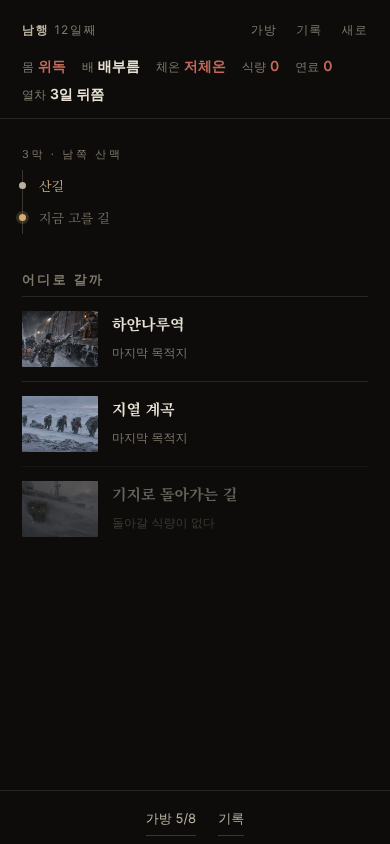 남행 12일째 가방 기록 새로
몸 위독 배 배부름 체온 저체온 식량 0 연료 0
열차 3일 뒤쯤
3막 · 남쪽 산맥
산길
지금 고를 길
어디로 갈까
하얀나루역
마지막 목적지
지열 계곡
마지막 목적지
기지로 돌아가는 길
돌아갈 식량이 없다
가방 5/8 기록